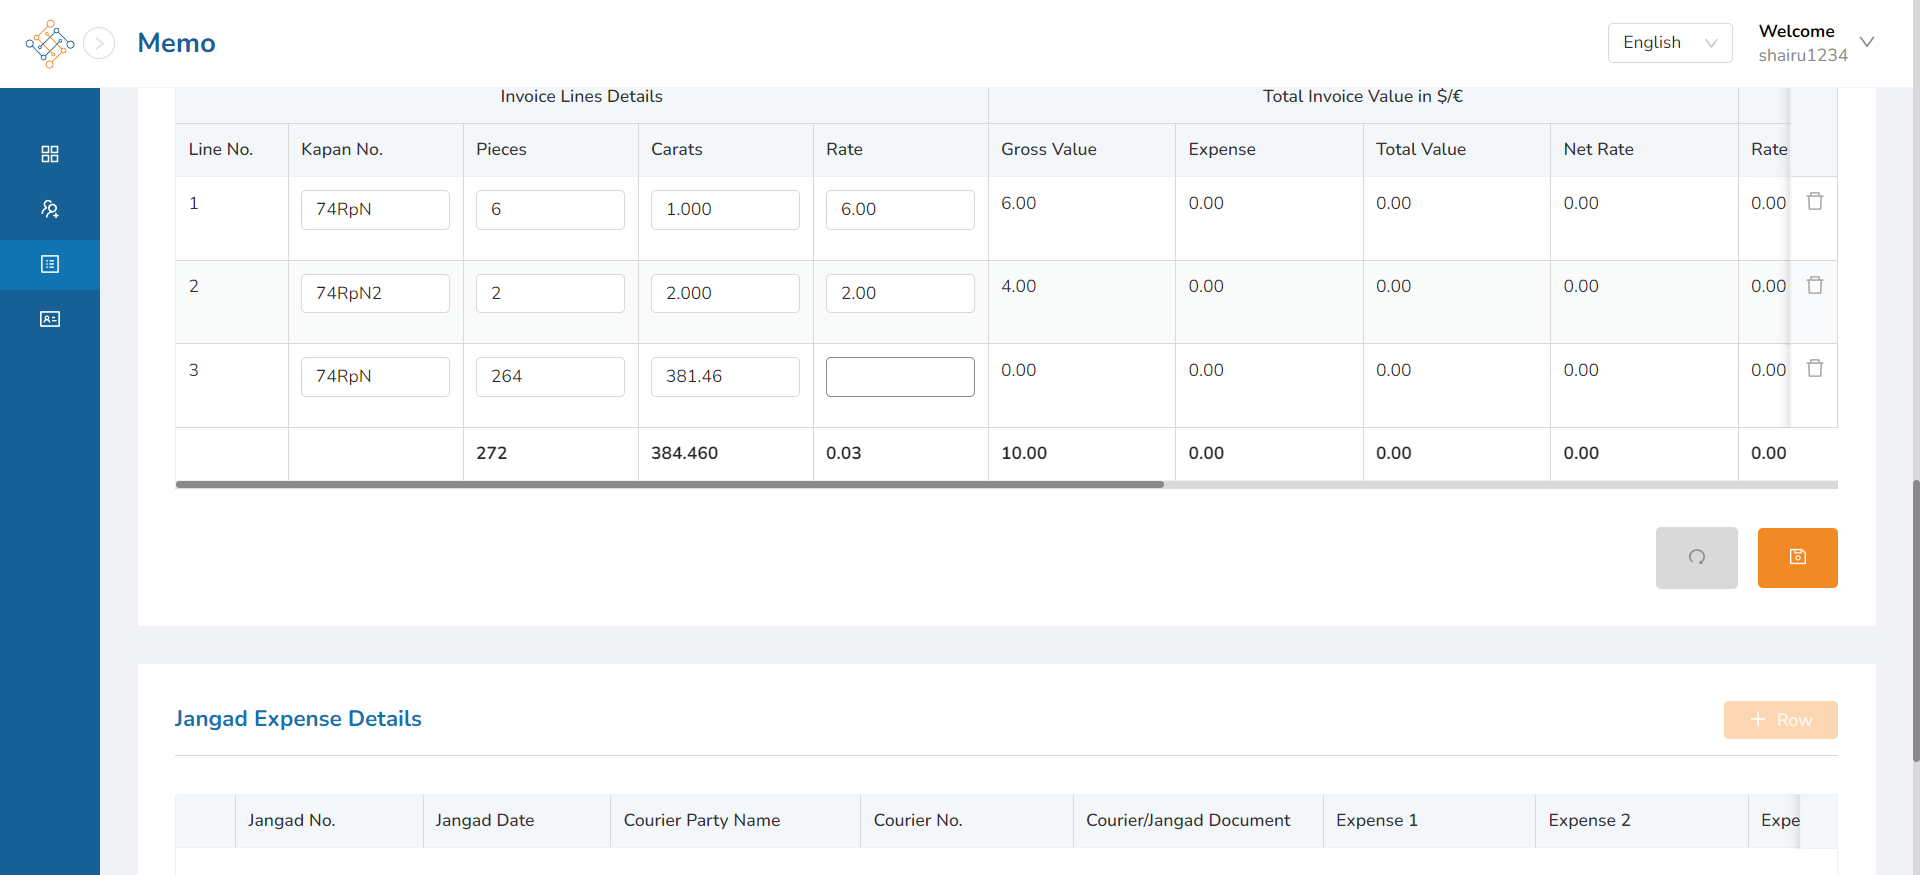 Memo
English
Welcome
shairu1234
Invoice Lines Details Total Invoice Value in $/€
Line No. Kapan No. Pieces Carats Rate Gross Value Expense Total Value Net Rate Rate
1 74RpN 6 1.000 6.00 6.00 0.00 0.00 0.00 0.00
2 74RpN2 2 2.000 2.00 4.00 0.00 0.00 0.00 0.00
3 74RpN 264 381.46 0.00 0.00 0.00 0.00 0.00
272 384.460 0.03 10.00 0.00 0.00 0.00 0.00
Jangad Expense Details
+ Row
Jangad No. Jangad Date Courier Party Name Courier No. Courier/Jangad Document Expense 1 Expense 2 Expe